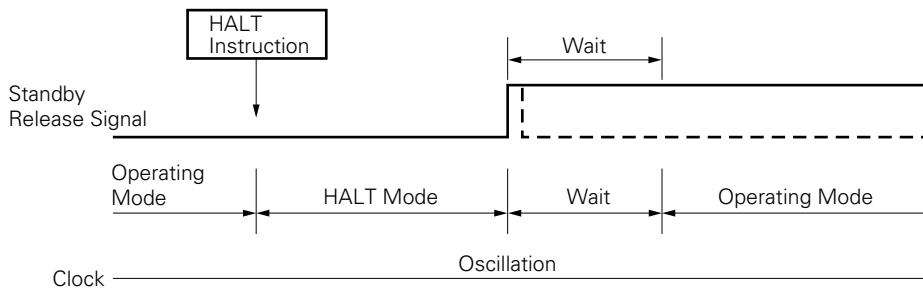 HALT
Instruction
Wait
Standby
Release Signal
Operating
Mode
HALT Mode
Wait
Operating Mode
Oscillation
Clock